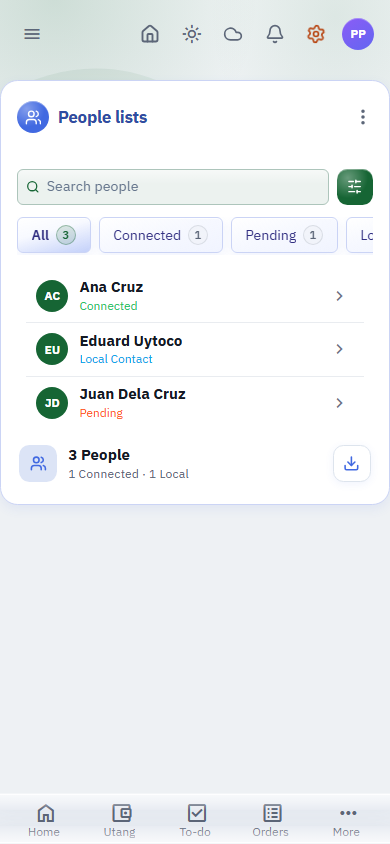 PP
People lists
Search people
All 3
Connected 1
Pending 1
Lo
AC
Ana Cruz
Connected
EU
Eduard Uytoco
Local Contact
JD
Juan Dela Cruz
Pending
3 People
1 Connected · 1 Local
Home
Utang
To-do
Orders
More